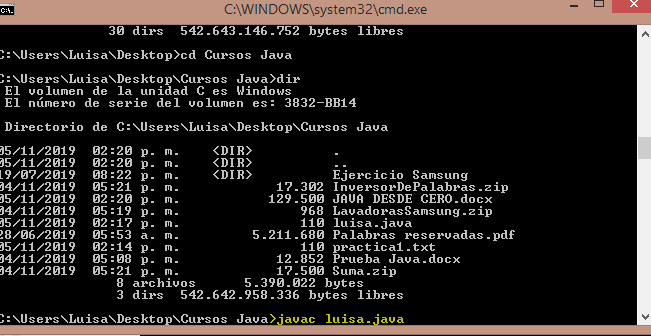 C:\WINDOWS\system32\cmd.exe
30 dirs 542.643.146.752 bytes libres
C:\Users\Luisa\Desktop>cd Cursos Java
C:\Users\Luisa\Desktop\Cursos Java>dir
El volumen de la unidad C es Windows
El número de serie del volumen es: 3832-BB14
Directorio de C:\Users\Luisa\Desktop\Cursos Java
05/11/2019 02:20 p. m. <DIR> .
05/11/2019 02:20 p. m. <DIR> ..
19/07/2019 08:22 p. m. <DIR> Ejercicio Samsung
04/11/2019 05:21 p. m. 17.302 InversorDePalabras.zip
05/11/2019 02:20 p. m. 129.500 JAVA DESDE CERO.docx
04/11/2019 05:19 p. m. 968 LavadorasSamsung.zip
05/11/2019 02:17 p. m. 110 luisa.java
28/06/2019 05:53 a. m. 5.211.680 Palabras reservadas.pdf
05/11/2019 02:14 p. m. 110 practica1.txt
04/11/2019 05:08 p. m. 12.852 Prueba Java.docx
04/11/2019 05:21 p. m. 17.500 Suma.zip
8 archivos 5.390.022 bytes
3 dirs 542.642.958.336 bytes libres
C:\Users\Luisa\Desktop\Cursos Java>javac luisa.java